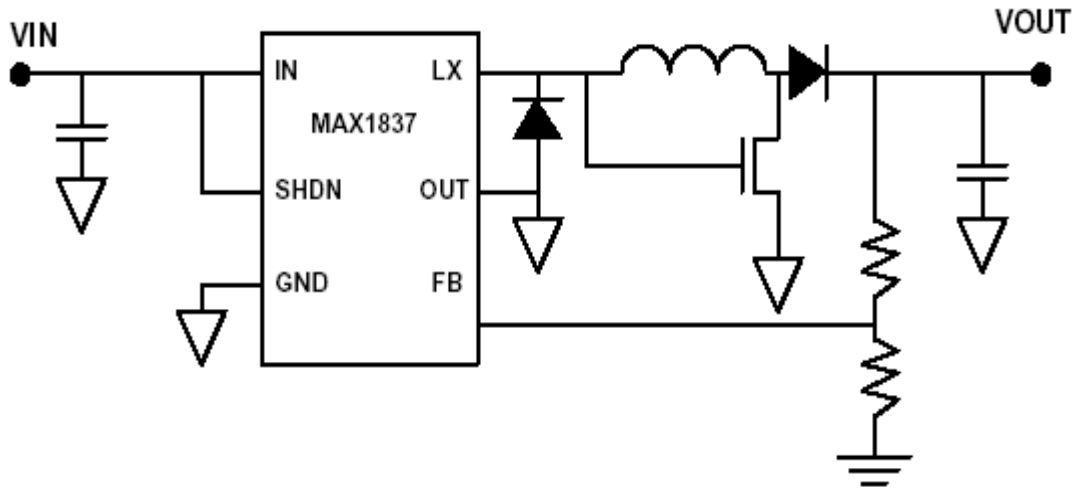 VIN
VOUT
IN
LX
MAX1837
SHDN
OUT
GND
FB